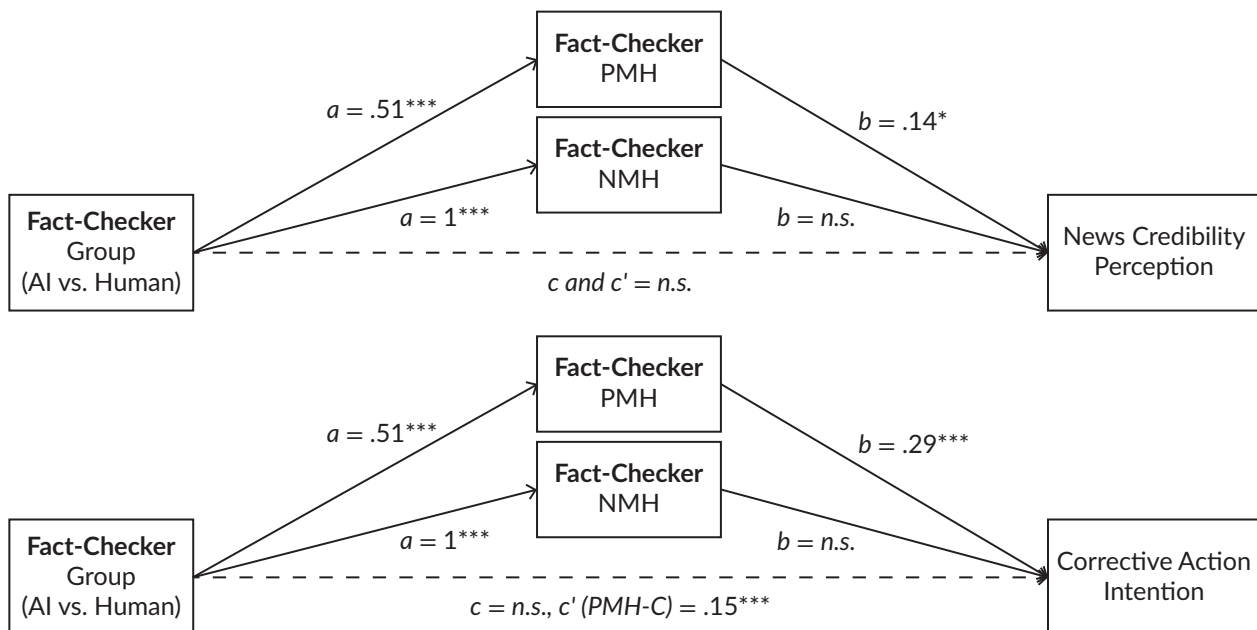 Fact-Checker
PMH
a = .51***
b = .14*
Fact-Checker
NMH
Fact-Checker
Group
(AI vs. Human)
a = 1***
b = n.s.
News Credibility
Perception
c and c' = n.s.
Fact-Checker
PMH
a = .51***
b = .29***
Fact-Checker
NMH
Fact-Checker
Group
(AI vs. Human)
a = 1***
b = n.s.
Corrective Action
Intention
c = n.s., c' (PMH-C) = .15***